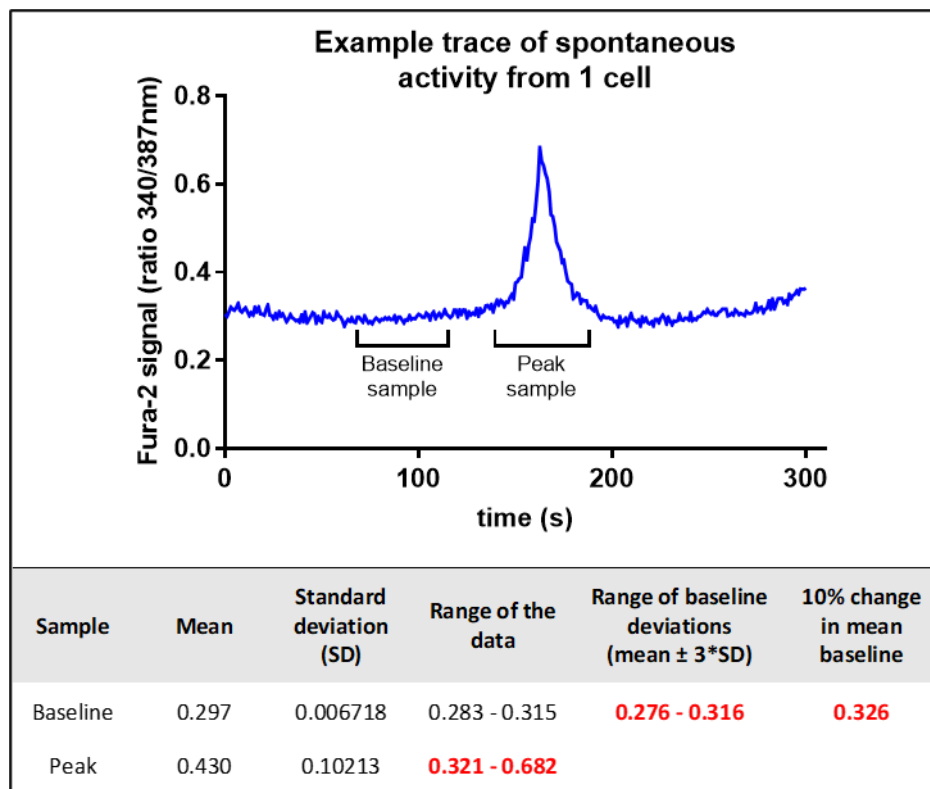 Example trace of spontaneous
activity from 1 cell
Fura-2 signal (ratio 340/387nm)
0.8
0.6
0.4
0.2
0.0
Baseline
sample
Peak
sample
0
100
200
300
time (s)
Sample
Mean
Standard
deviation
(SD)
Range of the
data
Range of baseline
deviations
(mean ± 3*SD)
10% change
in mean
baseline
Baseline 0.297 0.006718 0.283 - 0.315 0.276 - 0.316 0.326
Peak 0.430 0.10213 0.321 - 0.682